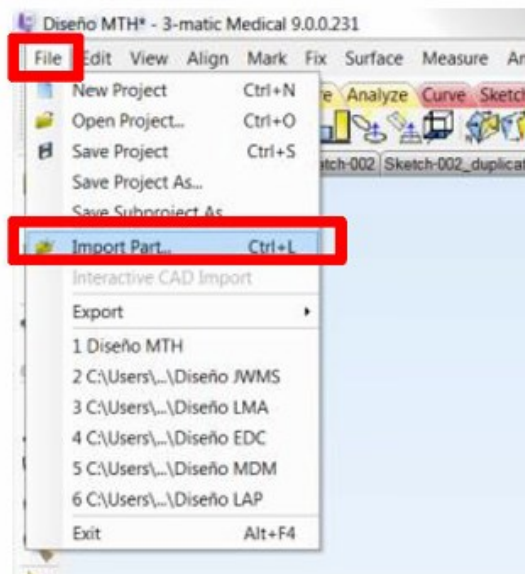 Diseño MTH* - 3-matic Medical 9.0.0.231
File Edit View Align Mark Fix Surface Measure
Analyze Curve Sketch
New Project Ctrl+N
Open Project... Ctrl+O
Save Project Ctrl+S
tch-002 Sketch-002_duplicat
Save Project As...
Save Subproject As
Import Part... Ctrl+L
Interactive CAD Import
Export
1 Diseño MTH
2 C:\Users\...\Diseño JWMS
3 C:\Users\...\Diseño LMA
4 C:\Users\...\Diseño EDC
5 C:\Users\...\Diseño MDM
6 C:\Users\...\Diseño LAP
Exit Alt+F4